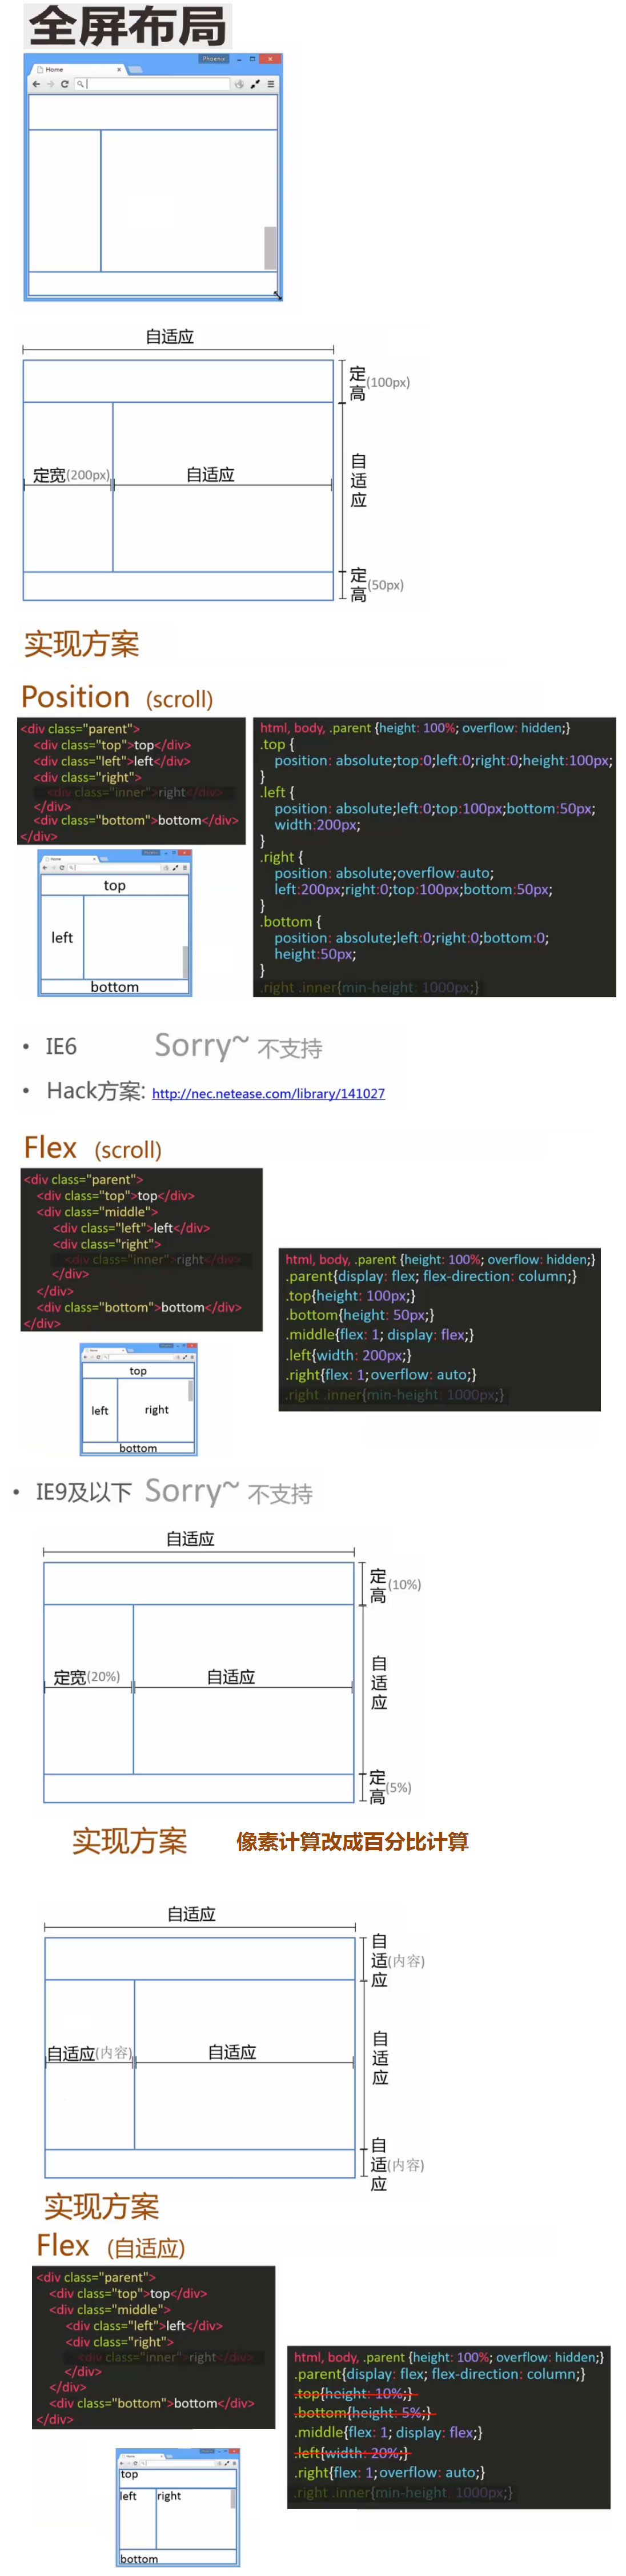 全屏布局
Phoenix
Home
自适应
定高(100px)
定宽(200px)
自适应
自适应
定高(50px)
实现方案
Position (scroll)
<div class="parent">
<div class="top">top</div>
<div class="left">left</div>
<div class="right">
<div class="inner">right</div>
</div>
<div class="bottom">bottom</div>
</div>
html, body, .parent {height: 100%; overflow: hidden;}
.top {
position: absolute;top:0;left:0;right:0;height:100px;
}
.left {
position: absolute;left:0;top:100px;bottom:50px;
width:200px;
}
.right {
position: absolute;overflow:auto;
left:200px;right:0;top:100px;bottom:50px;
}
.bottom {
position: absolute;left:0;right:0;bottom:0;
height:50px;
}
.right .inner{min-height: 1000px;}
Home
top
left
bottom
• IE6 Sorry~ 不支持
• Hack方案: http://nec.netease.com/library/141027
Flex (scroll)
<div class="parent">
<div class="top">top</div>
<div class="middle">
<div class="left">left</div>
<div class="right">
<div class="inner">right</div>
</div>
</div>
<div class="bottom">bottom</div>
</div>
html, body, .parent {height: 100%; overflow: hidden;}
.parent{display: flex; flex-direction: column;}
.top{height: 100px;}
.bottom{height: 50px;}
.middle{flex: 1; display: flex;}
.left{width: 200px;}
.right{flex: 1;overflow: auto;}
.right .inner{min-height: 1000px;}
top
left
right
bottom
• IE9及以下 Sorry~ 不支持
自适应
定高(10%)
定宽(20%)
自适应
自适应
定高(5%)
实现方案 像素计算改成百分比计算
自适应
自适应(内容)
自适应(内容)
自适应
自适应
自适应(内容)
实现方案
Flex (自适应)
<div class="parent">
<div class="top">top</div>
<div class="middle">
<div class="left">left</div>
<div class="right">
<div class="inner">right</div>
</div>
</div>
<div class="bottom">bottom</div>
</div>
html, body, .parent {height: 100%; overflow: hidden;}
.parent{display: flex; flex-direction: column;}
.top{height: 10%;}
.bottom{height: 5%;}
.middle{flex: 1; display: flex;}
.left{width: 20%;}
.right{flex: 1;overflow: auto;}
.right .inner{min-height: 1000px;}
top
left
right
bottom